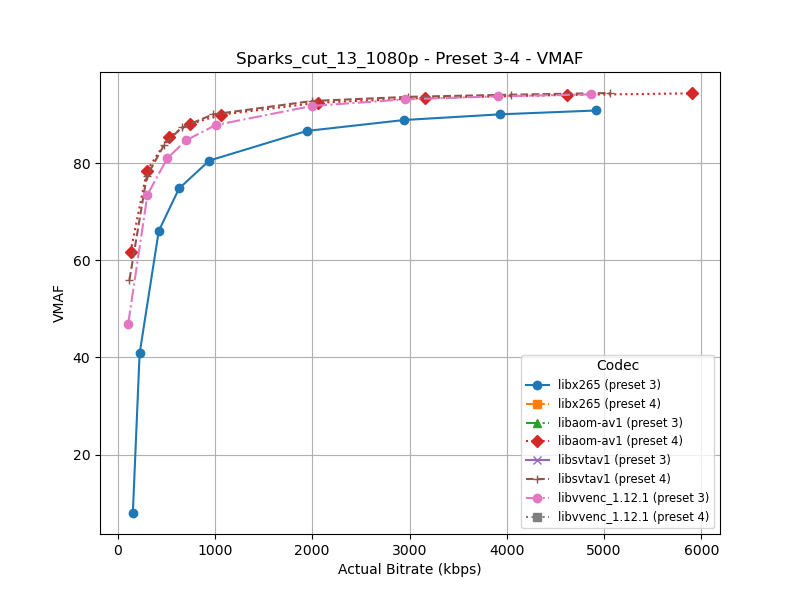 Sparks_cut_13_1080p - Preset 3-4 - VMAF
VMAF
80
60
40
20
0
1000
2000
3000
4000
5000
6000
Actual Bitrate (kbps)
Codec
libx265 (preset 3)
libx265 (preset 4)
libaom-av1 (preset 3)
libaom-av1 (preset 4)
libsvtav1 (preset 3)
libsvtav1 (preset 4)
libvvenc_1.12.1 (preset 3)
libvvenc_1.12.1 (preset 4)